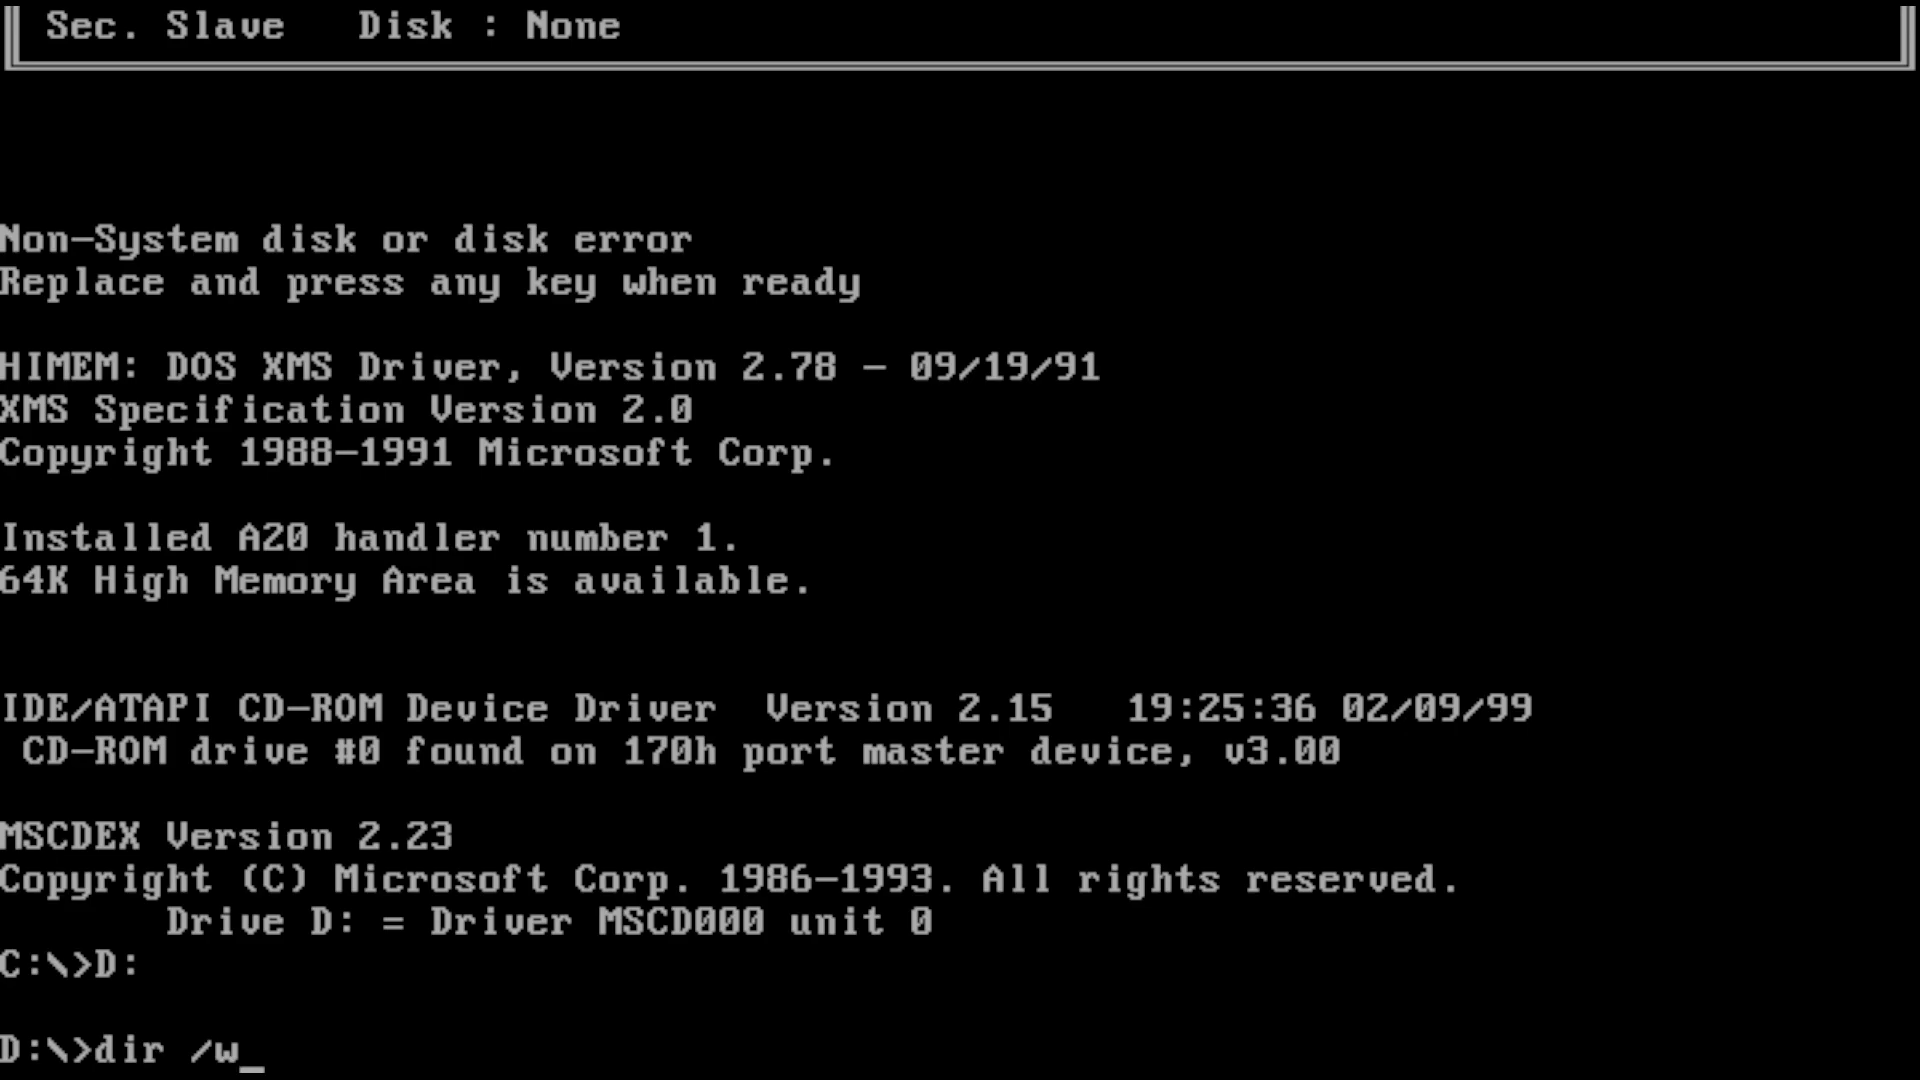 Sec. Slave   Disk : None
Non-System disk or disk error
Replace and press any key when ready
HIMEM: DOS XMS Driver, Version 2.78 - 09/19/91
XMS Specification Version 2.0
Copyright 1988-1991 Microsoft Corp.
Installed A20 handler number 1.
64K High Memory Area is available.
IDE/ATAPI CD-ROM Device Driver  Version 2.15   19:25:36 02/09/99
 CD-ROM drive #0 found on 170h port master device, v3.00
MSCDEX Version 2.23
Copyright (C) Microsoft Corp. 1986-1993. All rights reserved.
       Drive D: = Driver MSCD000 unit 0
C:\>D:
D:\>dir /w_